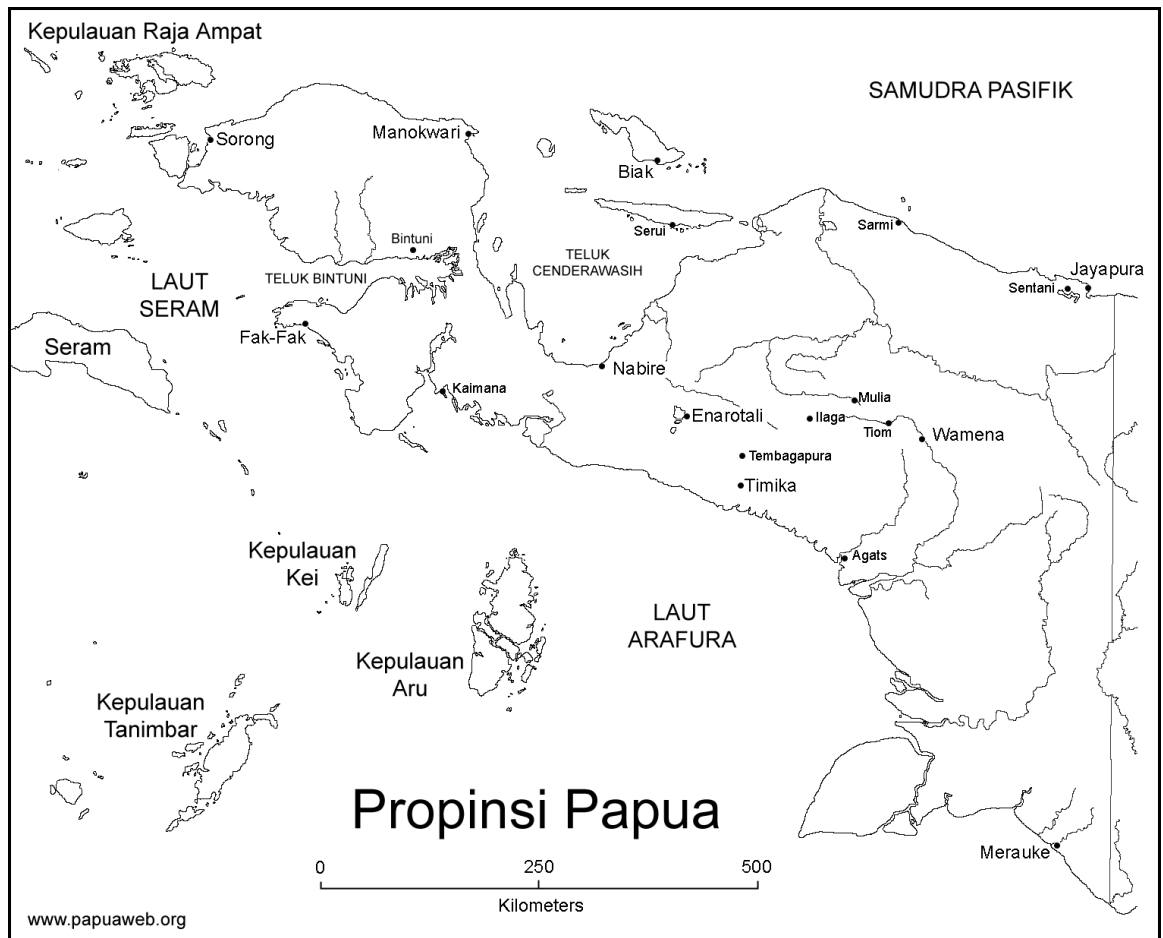 Kepulauan Raja Ampat
SAMUDRA PASIFIK
Sorong
Manokwari
Biak
Serui
Sarmi
Bintuni
TELUK
CENDERAWASIH
TELUK BINTUNI
LAUT
SERAM
Jayapura
Sentani
Fak-Fak
Seram
Nabire
Kaimana
Mulia
Enarotali
Ilaga
Tiom
Wamena
Tembagapura
Timika
Agats
Kepulauan
Kei
LAUT
ARAFURA
Kepulauan
Aru
Kepulauan
Tanimbar
Propinsi Papua
Merauke
0 250 500
Kilometers
www.papuaweb.org